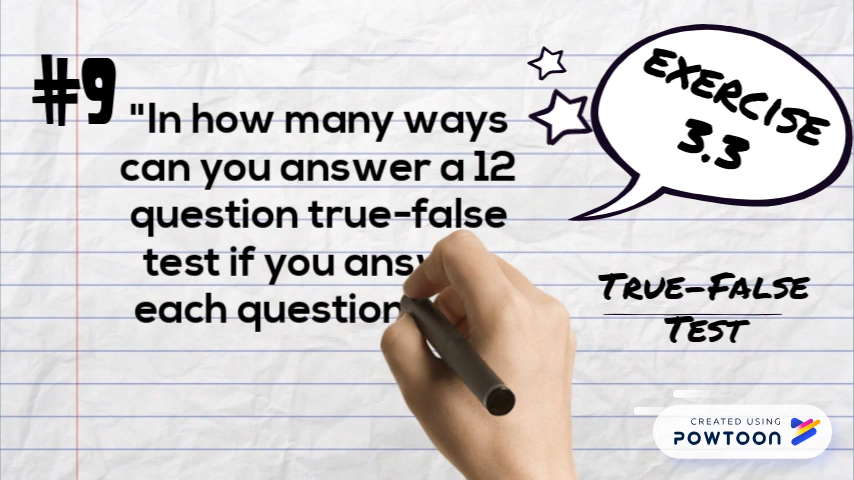 #9
"In how many ways
can you answer a 12
question true-false
test if you
each question
EXERCISE
3.3
TRUE-FALSE
TEST
CREATED USING
POWTOON